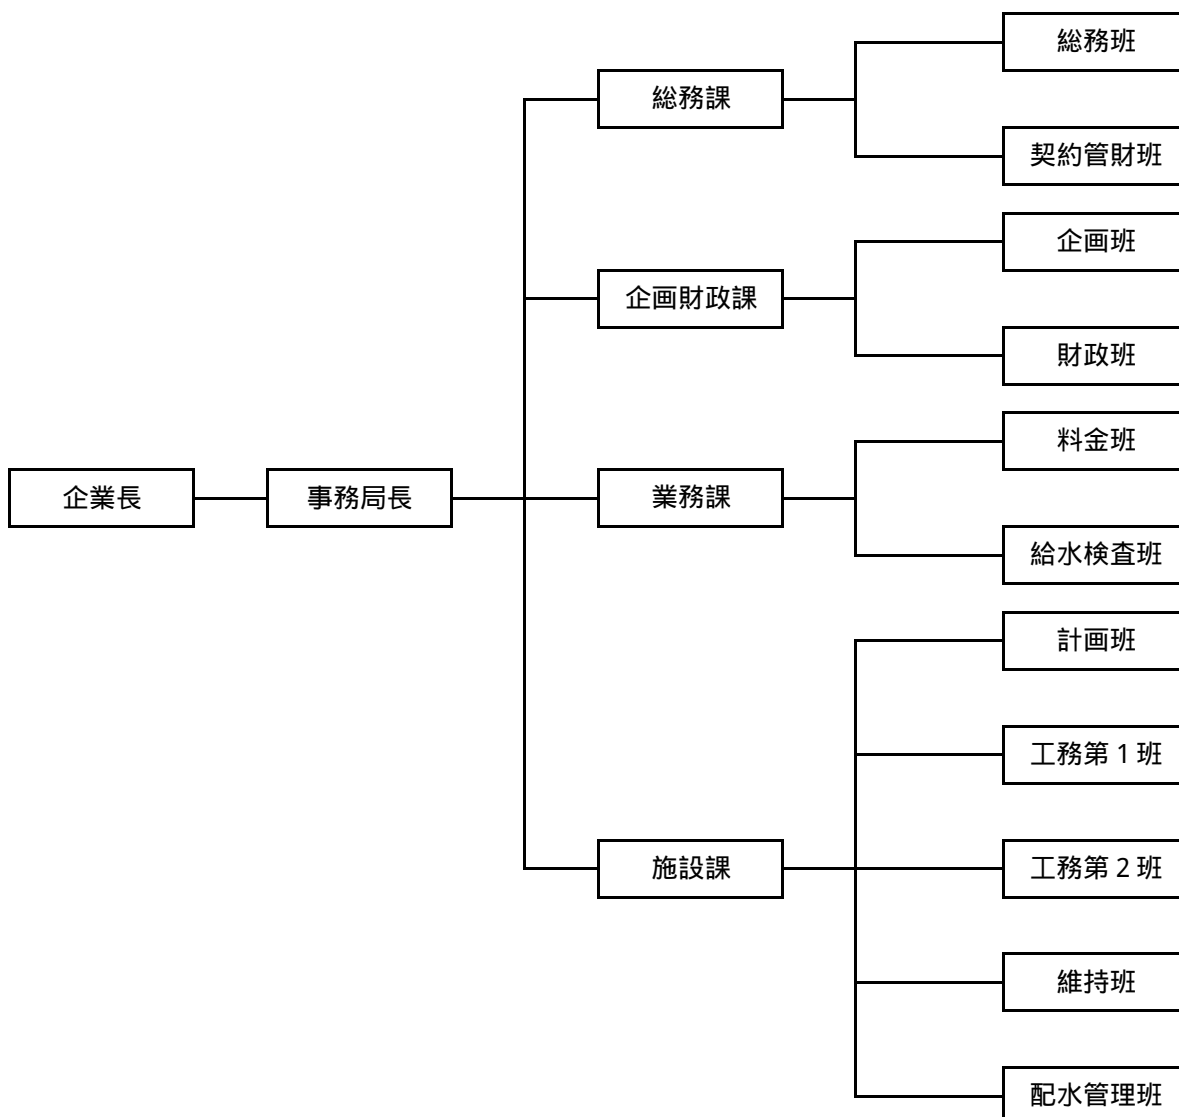 総務班
総務課
契約管財班
企画班
企画財政課
財政班
料金班
企業長
事務局長
業務課
給水検査班
計画班
工務第1班
施設課
工務第2班
維持班
配水管理班